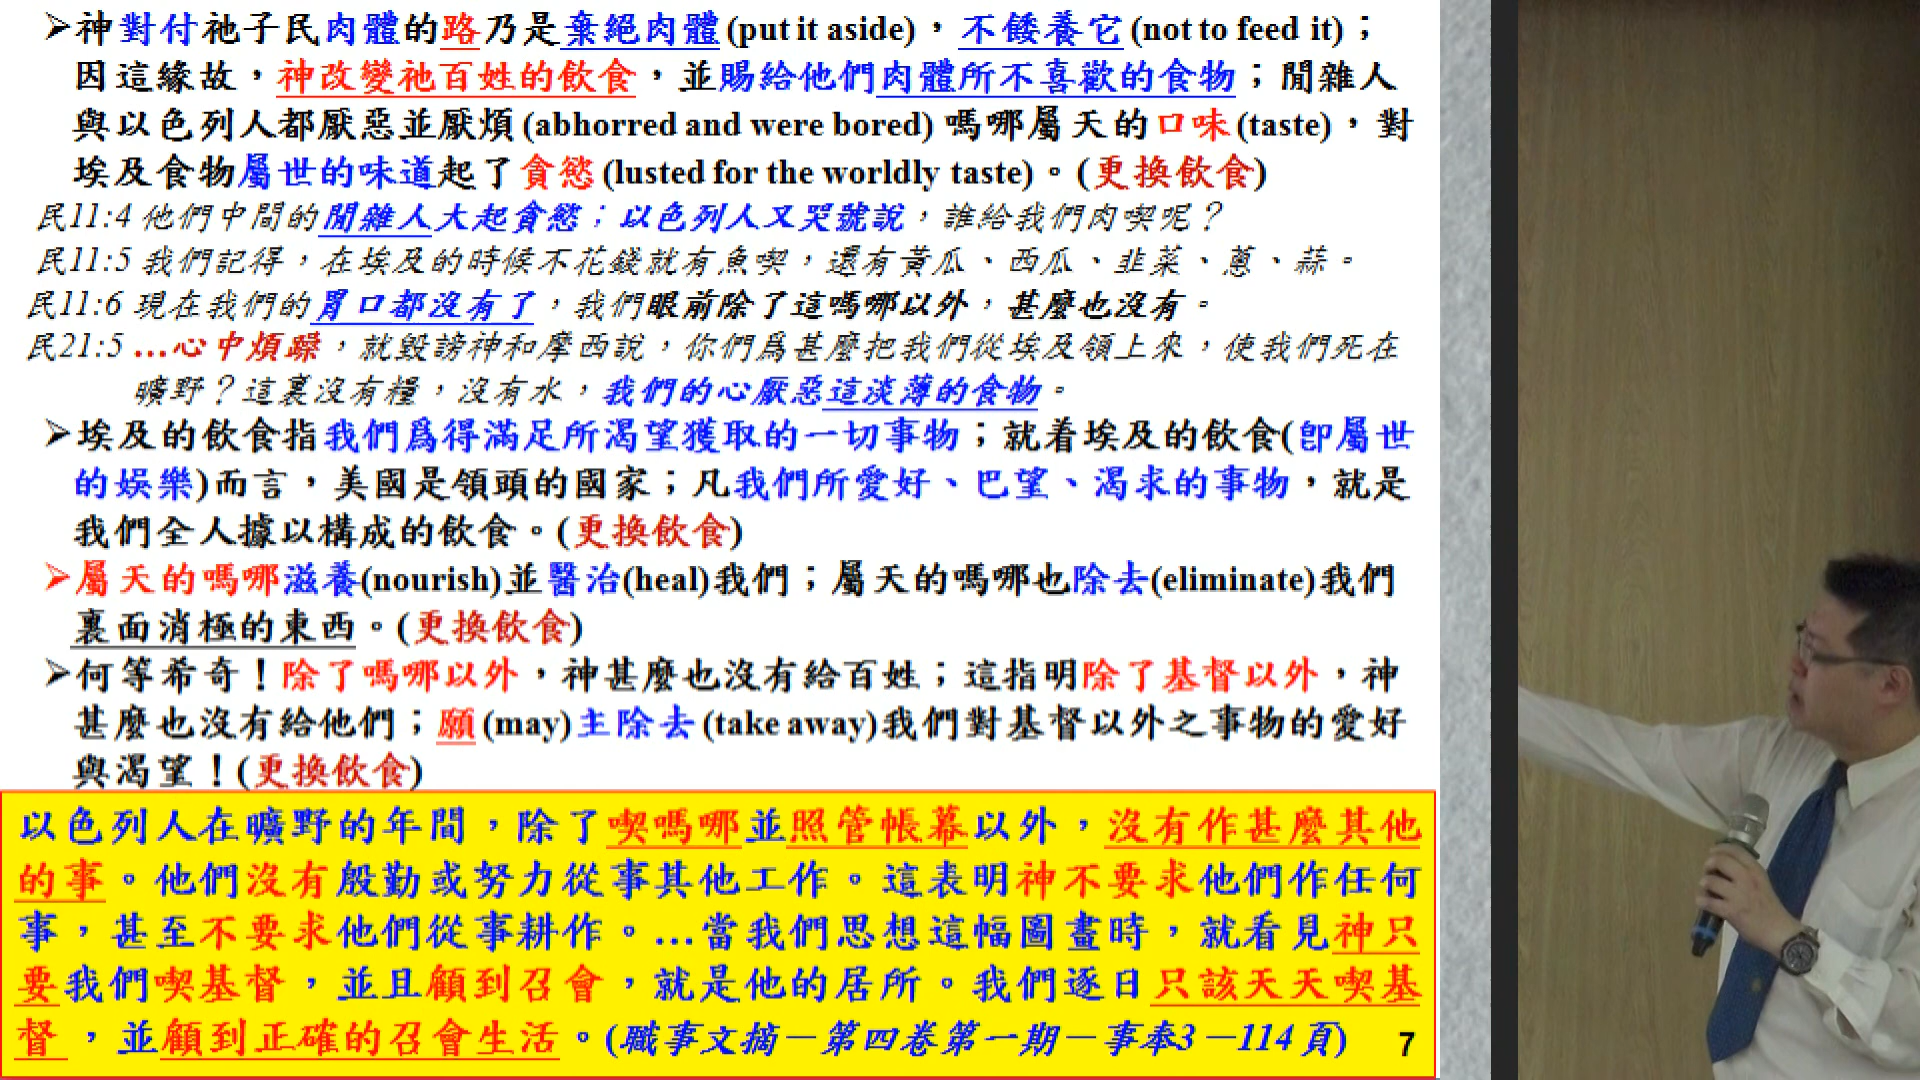 ➢神對付祂子民肉體的路乃是棄絕肉體(put it aside)，不餧養它(not to feed it)；
因這緣故，神改變祂百姓的飲食，並賜給他們肉體所不喜歡的食物；閒雜人
與以色列人都厭惡並厭煩(abhorred and were bored)嗎哪屬天的口味(taste)，對
埃及食物屬世的味道起了貪慾(lusted for the worldly taste)。(更換飲食)
民11:4 他們中間的閒雜人大起貪慾；以色列人又哭號說，誰給我們肉喫呢？
民11:5 我們記得，在埃及的時候不花錢就有魚喫，還有黃瓜、西瓜、韭菜、蔥、蒜。
民11:6 現在我們的胃口都沒有了，我們眼前除了這嗎哪以外，甚麼也沒有。
民21:5 …心中煩躁，就毀謗神和摩西說，你們爲甚麼把我們從埃及領上來，使我們死在
曠野？這裏沒有糧，沒有水，我們的心厭惡這淡薄的食物。
➢埃及的飲食指我們爲得滿足所渴望獲取的一切事物；就着埃及的飲食(卽屬世
的娛樂)而言，美國是領頭的國家；凡我們所愛好、巴望、渴求的事物，就是
我們全人據以構成的飲食。(更換飲食)
➢屬天的嗎哪滋養(nourish)並醫治(heal)我們；屬天的嗎哪也除去(eliminate)我們
裏面消極的東西。(更換飲食)
➢何等希奇！除了嗎哪以外，神甚麼也沒有給百姓；這指明除了基督以外，神
甚麼也沒有給他們；願(may)主除去(take away)我們對基督以外之事物的愛好
與渴望！(更換飲食)
以色列人在曠野的年間，除了喫嗎哪並照管帳幕以外，沒有作甚麼其他
的事。他們沒有殷勤或努力從事其他工作。這表明神不要求他們作任何
事，甚至不要求他們從事耕作。…當我們思想這幅圖畫時，就看見神只
要我們喫基督，並且顧到召會，就是他的居所。我們逐日只該天天喫基
督，並顧到正確的召會生活。(職事文摘－第四卷第一期－事奉3－114頁) 7